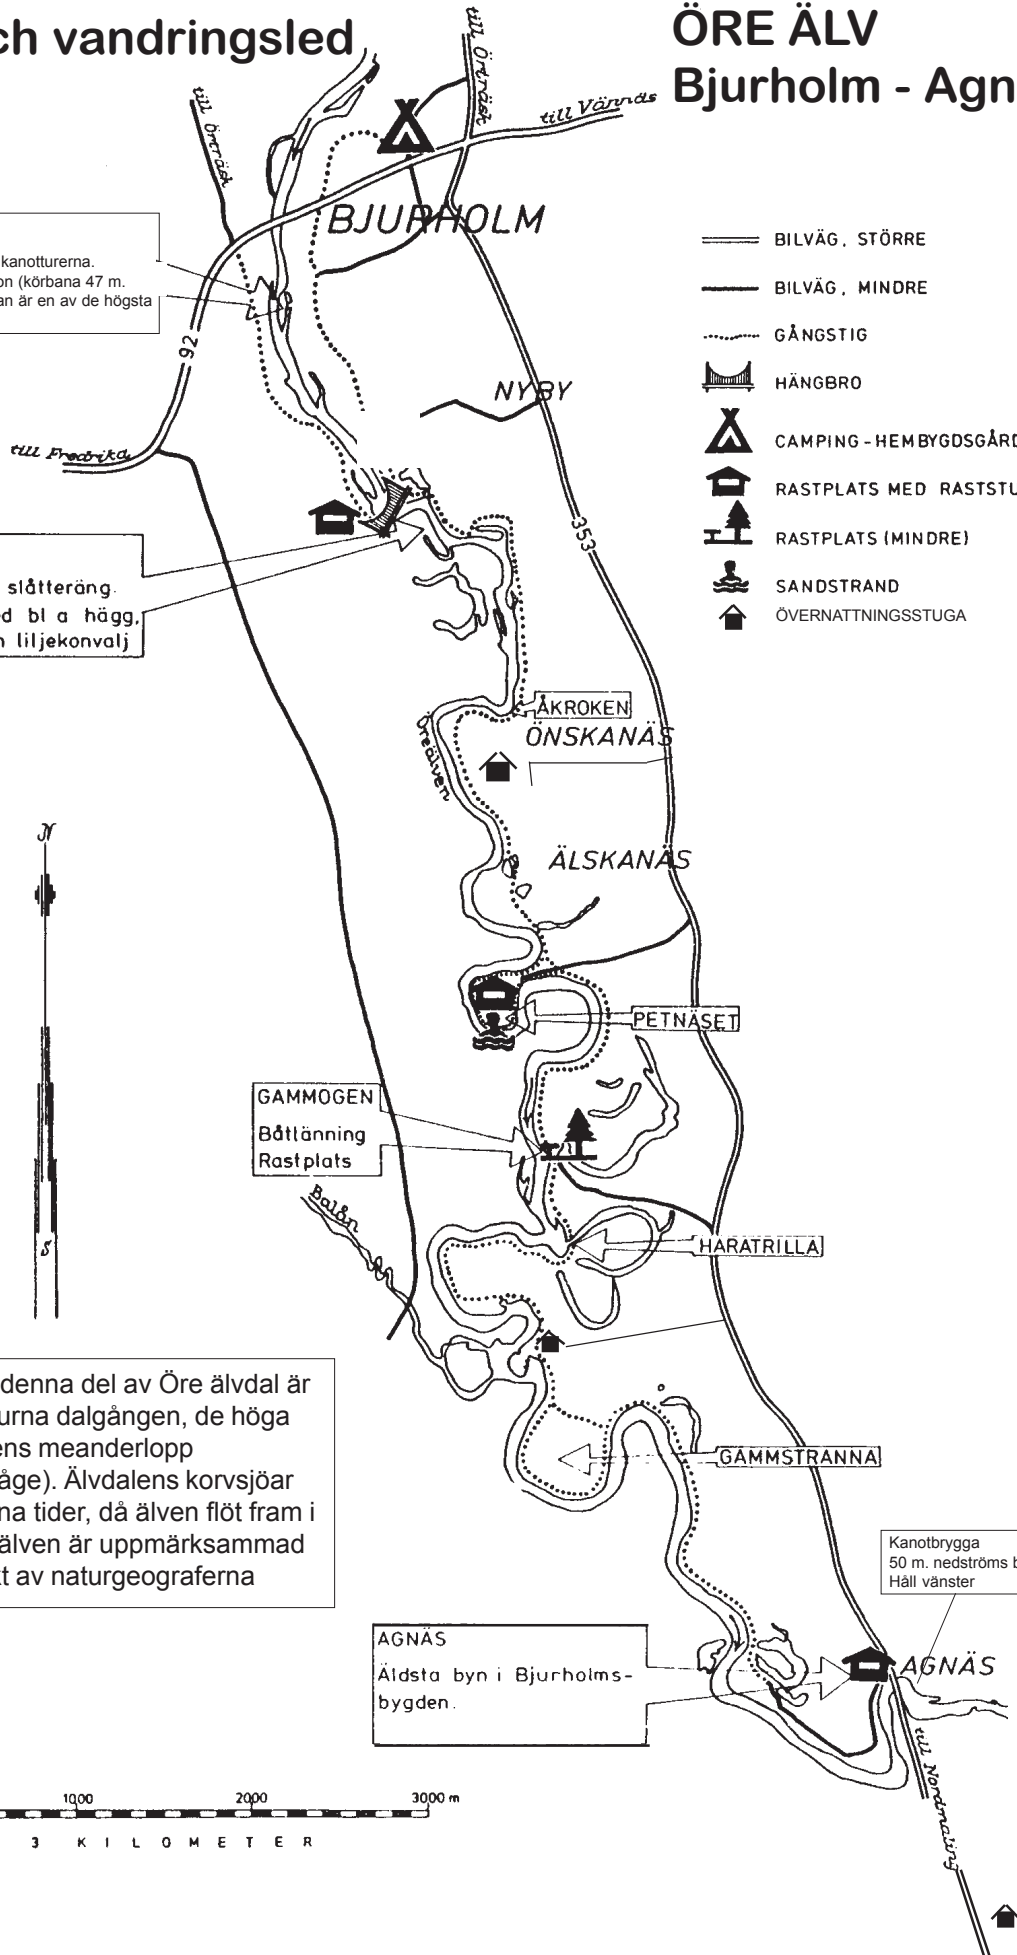 ch vandringsled
ÖRE ÄLV
Bjurholm - Agn
till Örträsk
till Örträsk
till Vännäs
BJURHOLM
kanotturerna.
on (körbana 47 m.
an är en av de högsta
92
till Fredrika
NYBY
353
BILVÄG, STÖRRE
BILVÄG, MINDRE
GÅNGSTIG
HÄNGBRO
CAMPING-HEMBYGDSGÅRD
RASTPLATS MED RASTSTU
RASTPLATS (MINDRE)
SANDSTRAND
ÖVERNATTNINGSSTUGA
slåtteräng.
d bl a hägg,
liljekonvalj
ÅKROKEN
ÖNSKANÄS
Öreälven
ÄLSKANÄS
N
S
PETNÄSET
GAMMOGEN
Båtlänning
Rastplats
Balån
HARATRILLA
denna del av Öre älvdal är
urna dalgången, de höga
ens meanderlopp
åge). Älvdalens korvsjöar
na tider, då älven flöt fram i
älven är uppmärksammad
kt av naturgeograferna
GAMMSTRANNA
Kanotbrygga
50 m. nedströms b
Håll vänster
AGNÄS
Äldsta byn i Bjurholms-
bygden.
AGNÄS
till Nordmaling
1000 2000 3000 m
3 KILOMETER